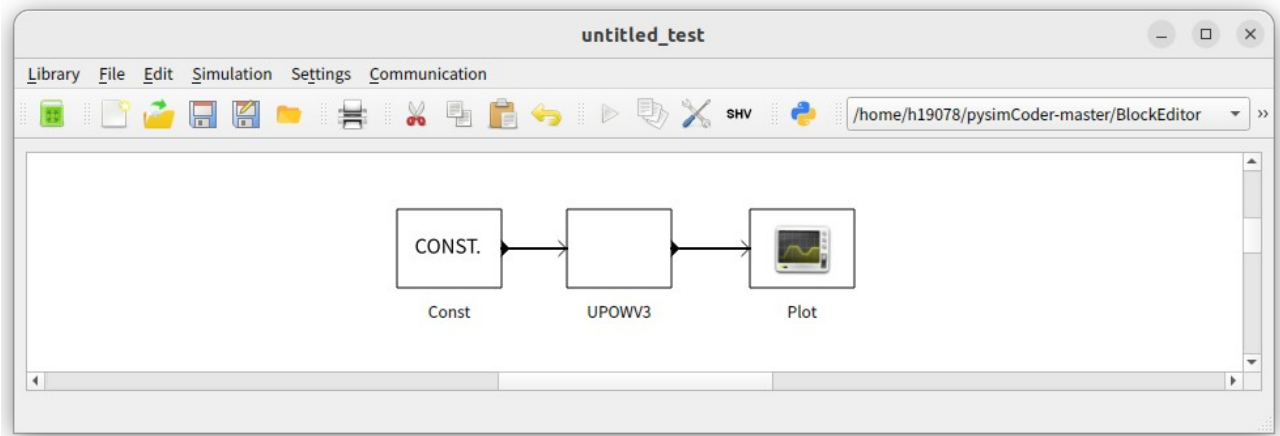 untitled_test
Library File Edit Simulation Settings Communication
SHV /home/h19078/pysimCoder-master/BlockEditor »
CONST.
Const UPOWV3 Plot